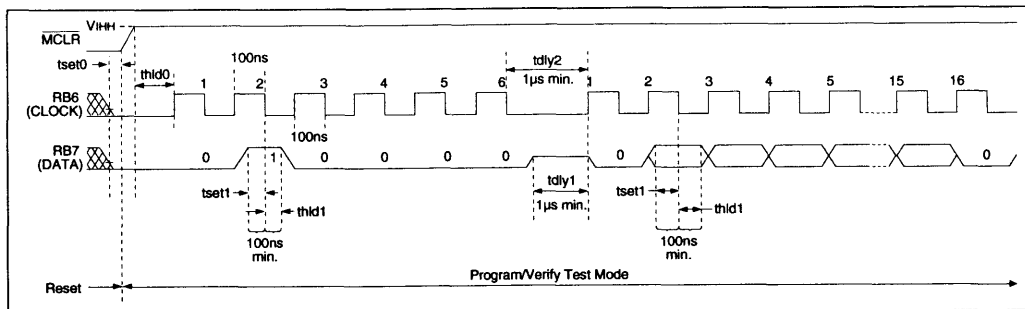 VIHH
MCLR
tset0
thld0
100ns
tdly2
1µs min.
1 2 3 4 5 6 1 2 3 4 5 15 16
RB6
(CLOCK)
100ns
RB7
(DATA)
0 1 0 0 0 0 0 0
tset1
tdly1
1µs min.
tset1
thld1
thld1
100ns
min.
100ns
min.
Reset
Program/Verify Test Mode